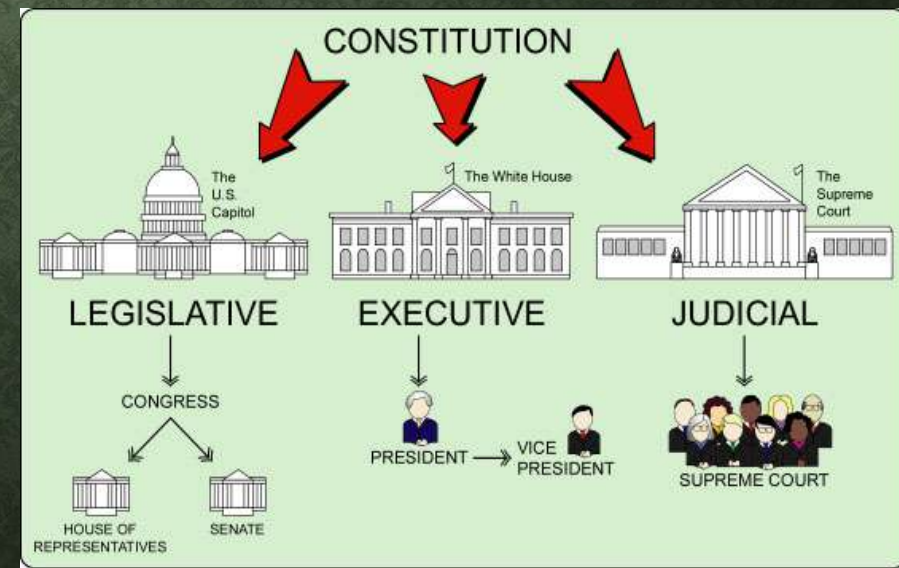 CONSTITUTION
The
U.S.
Capitol
The White House
The
Supreme
Court
LEGISLATIVE
EXECUTIVE
JUDICIAL
CONGRESS
PRESIDENT
VICE
PRESIDENT
SUPREME COURT
HOUSE OF
REPRESENTATIVES
SENATE